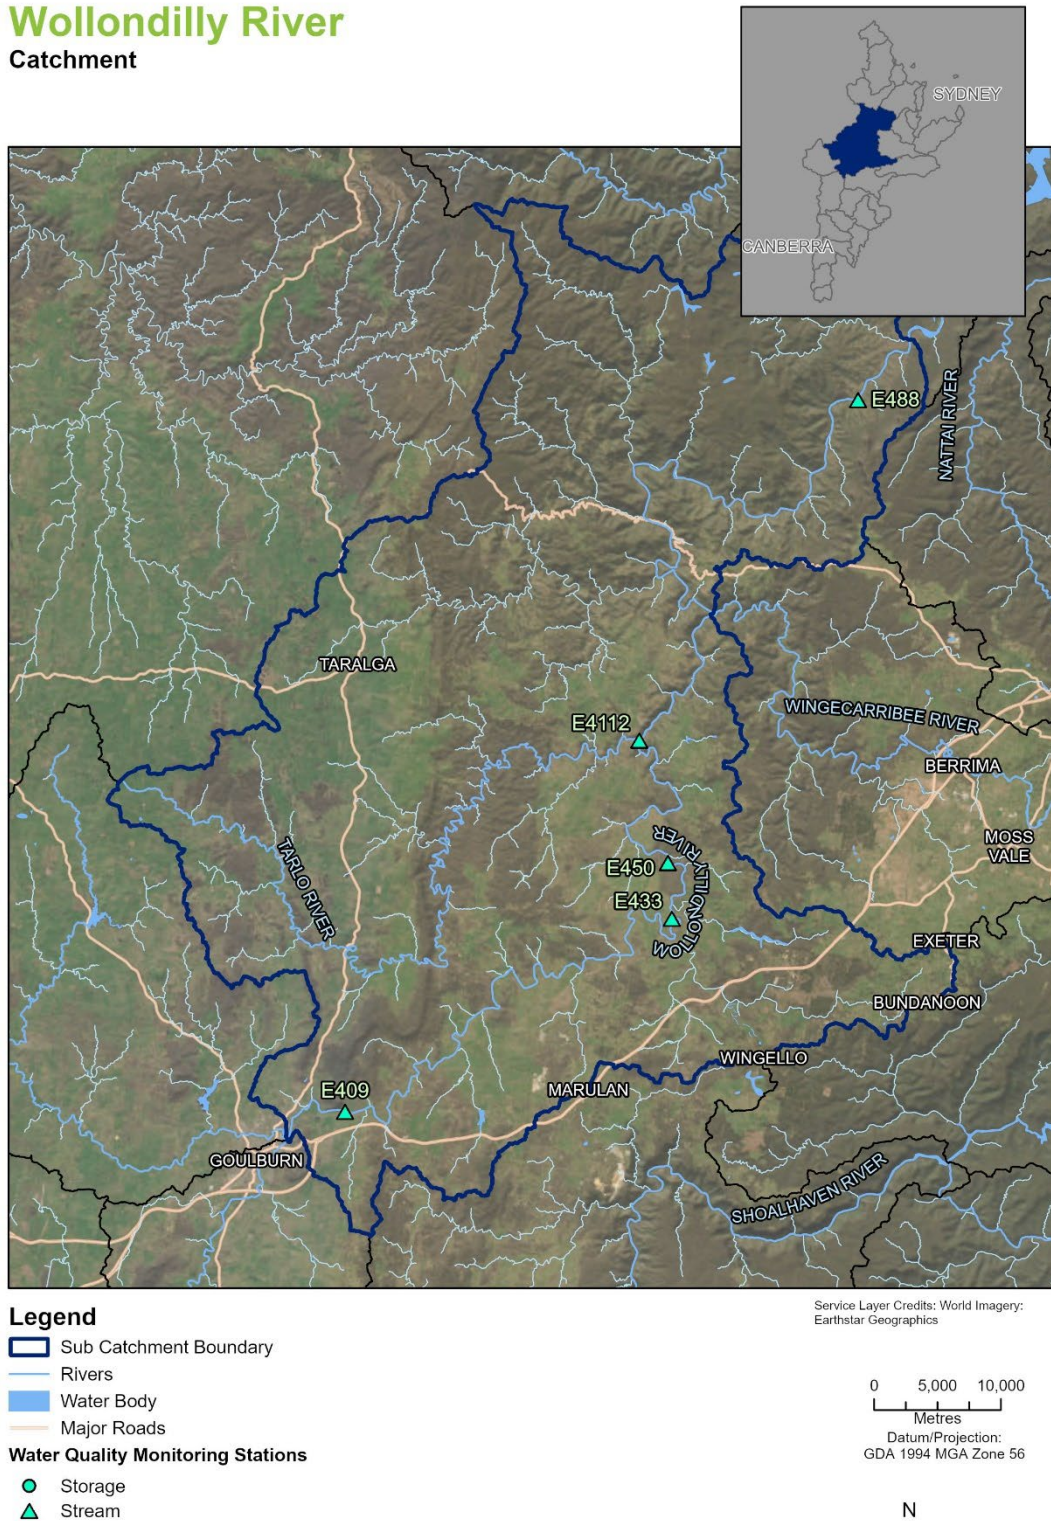 Wollondilly River
Catchment
SYDNEY
CANBERRA
E488
NATTAI RIVER
TARALGA
WINGECARRIBEE RIVER
E4112
BERRIMA
MOSS
VALE
TARLO RIVER
E450
WOLLONDILLY RIVER
E433
EXETER
BUNDANOON
WINGELLO
MARULAN
E409
GOULBURN
SHOALHAVEN RIVER
Legend
Sub Catchment Boundary
Rivers
Water Body
Major Roads
Water Quality Monitoring Stations
Storage
Stream
Service Layer Credits: World Imagery:
Earthstar Geographics
0 5,000 10,000
Metres
Datum/Projection:
GDA 1994 MGA Zone 56
N